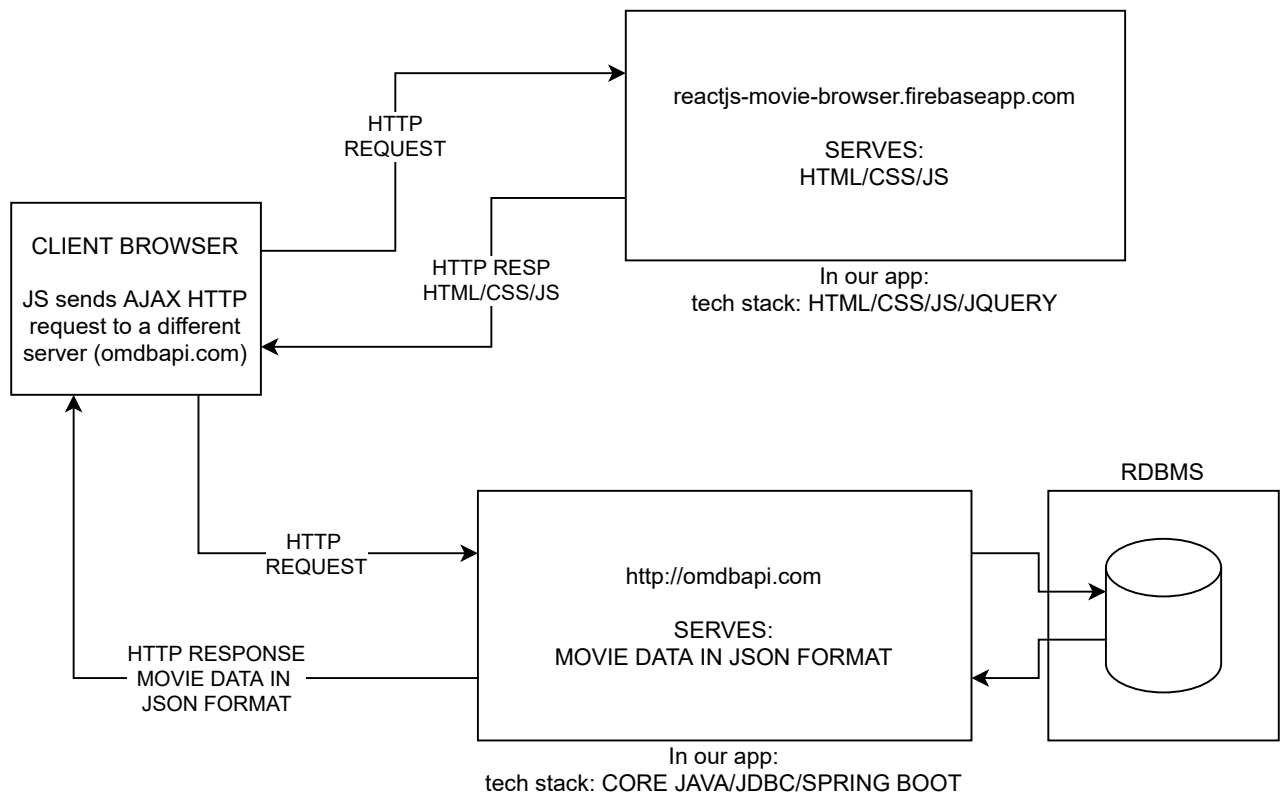 reactjs-movie-browser.firebaseapp.com
SERVES:
HTML/CSS/JS
In our app:
tech stack: HTML/CSS/JS/JQUERY
HTTP
REQUEST
HTTP RESP
HTML/CSS/JS
CLIENT BROWSER
JS sends AJAX HTTP
request to a different
server (omdbapi.com)
HTTP
REQUEST
HTTP RESPONSE
MOVIE DATA IN
JSON FORMAT
http://omdbapi.com
SERVES:
MOVIE DATA IN JSON FORMAT
In our app:
tech stack: CORE JAVA/JDBC/SPRING BOOT
RDBMS